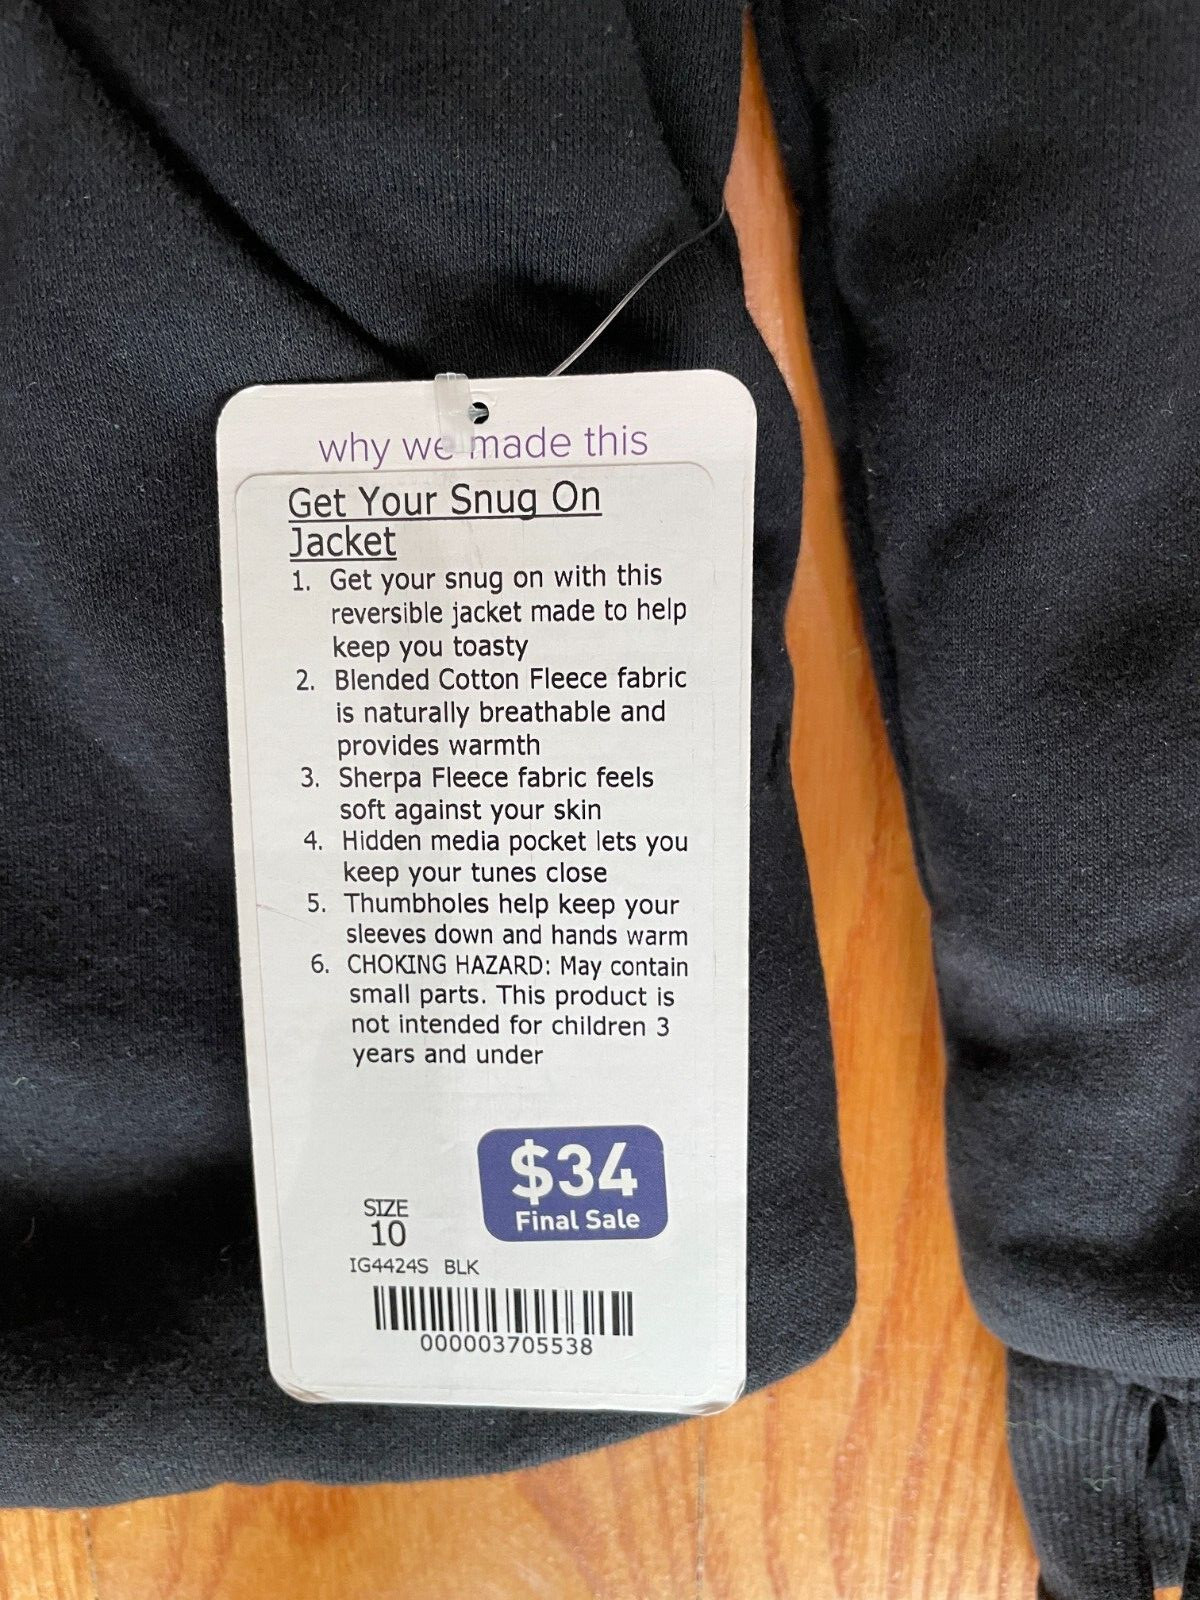 why we made this
Get Your Snug On
Jacket
1. Get your snug on with this
reversible jacket made to help
keep you toasty
2. Blended Cotton Fleece fabric
is naturally breathable and
provides warmth
3. Sherpa Fleece fabric feels
soft against your skin
4. Hidden media pocket lets you
keep your tunes close
5. Thumbholes help keep your
sleeves down and hands warm
6. CHOKING HAZARD: May contain
small parts. This product is
not intended for children 3
years and under
$34
Final Sale
SIZE
10
IG4424S BLK
000003705538